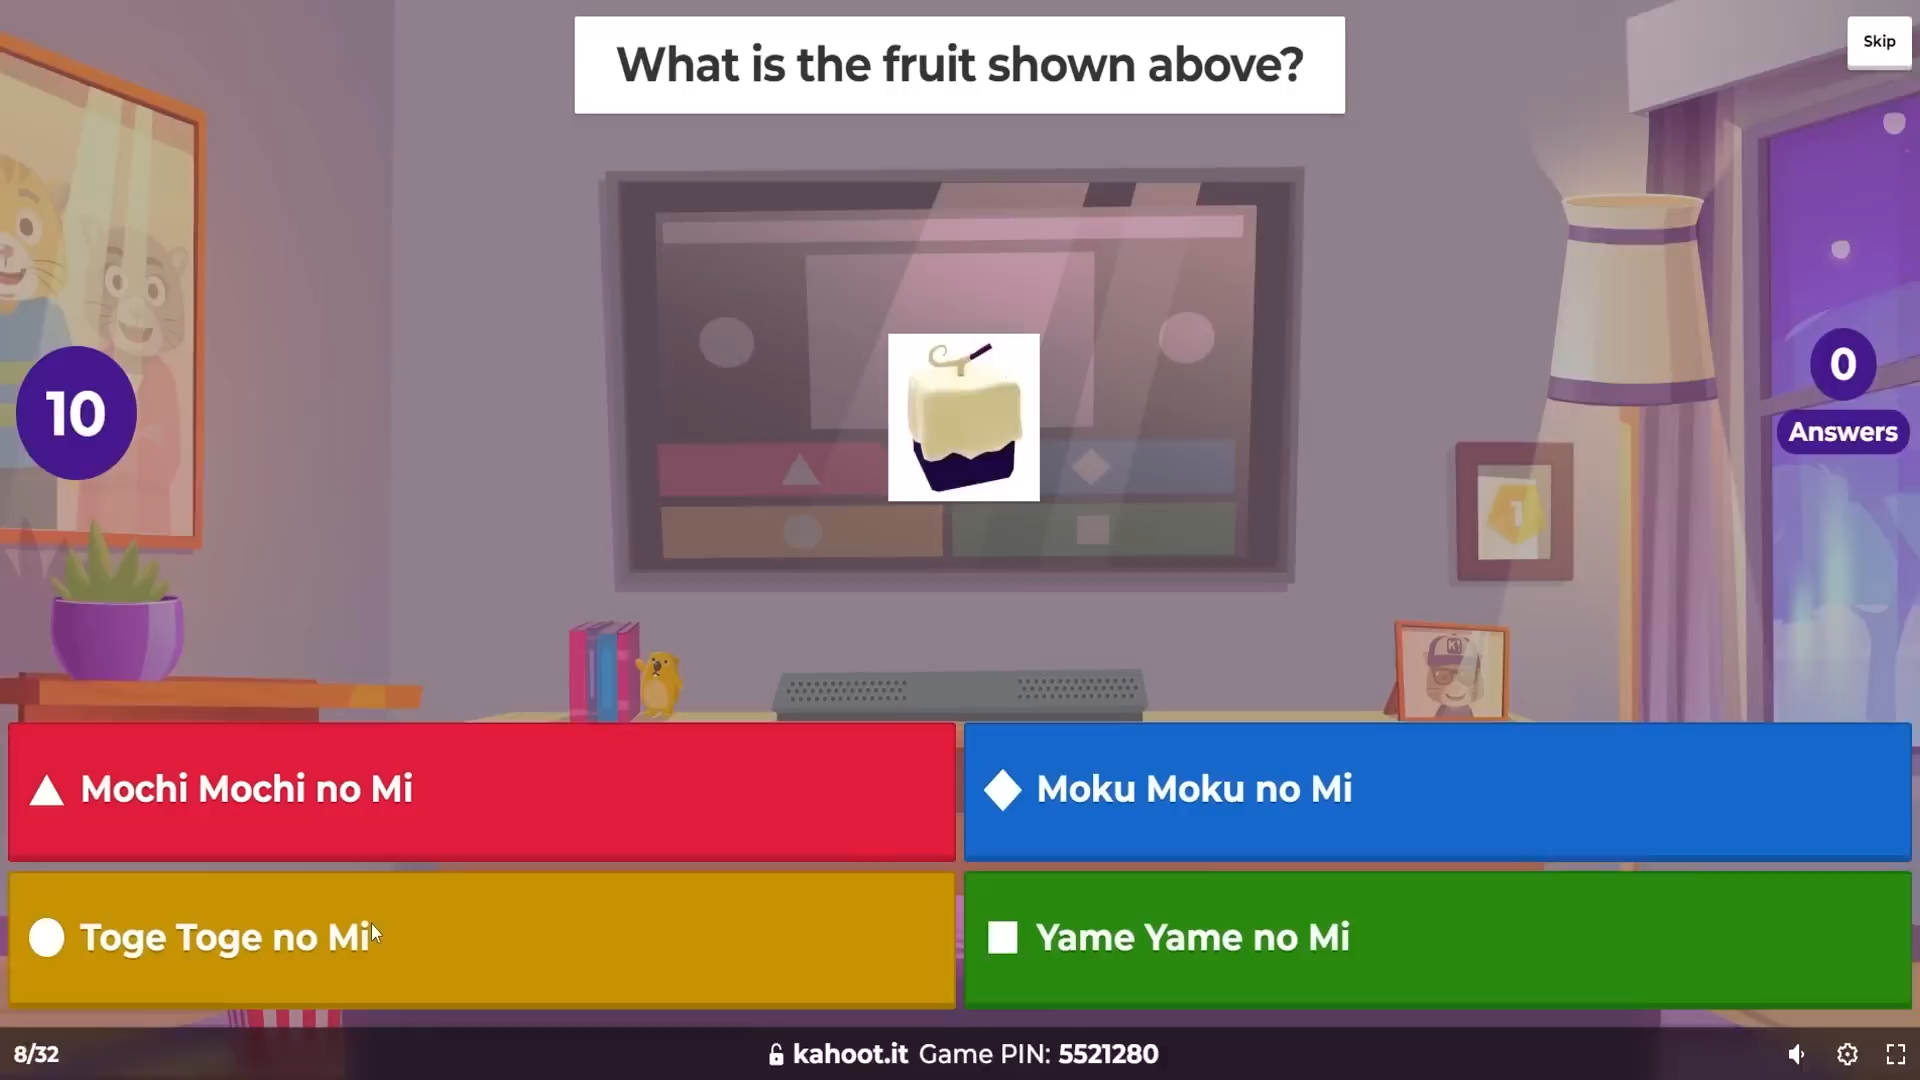 What is the fruit shown above?
Skip
10
0
Answers
1
K!
Mochi Mochi no Mi
Moku Moku no Mi
Toge Toge no Mi
Yame Yame no Mi
8/32
kahoot.it Game PIN: 5521280